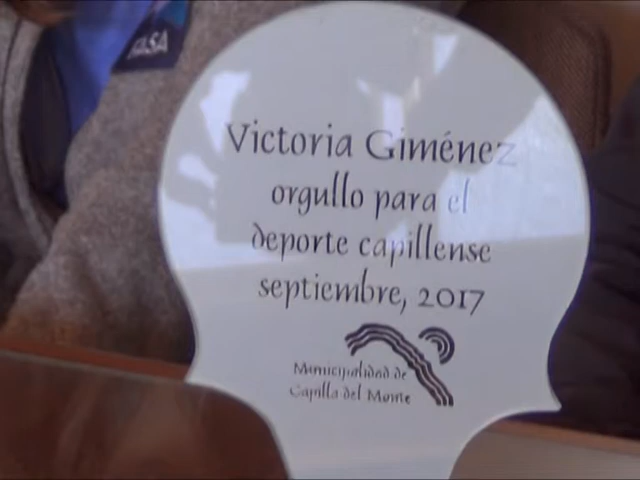 Victoria Giménez
orgullo para el
deporte capillense
septiembre, 2017
Municipalidad de
Capilla del Monte